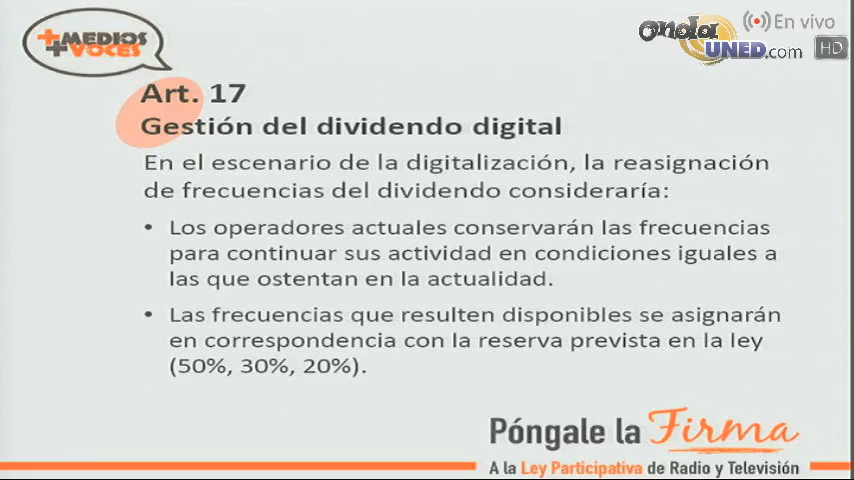 +MEDIOS
+VOCES
onda
UNED.com
En vivo
HD
Art. 17
Gestión del dividendo digital
En el escenario de la digitalización, la reasignación
de frecuencias del dividendo consideraría:
• Los operadores actuales conservarán las frecuencias
para continuar sus actividad en condiciones iguales a
las que ostentan en la actualidad.
• Las frecuencias que resulten disponibles se asignarán
en correspondencia con la reserva prevista en la ley
(50%, 30%, 20%).
Póngale la Firma
A la Ley Participativa de Radio y Televisión